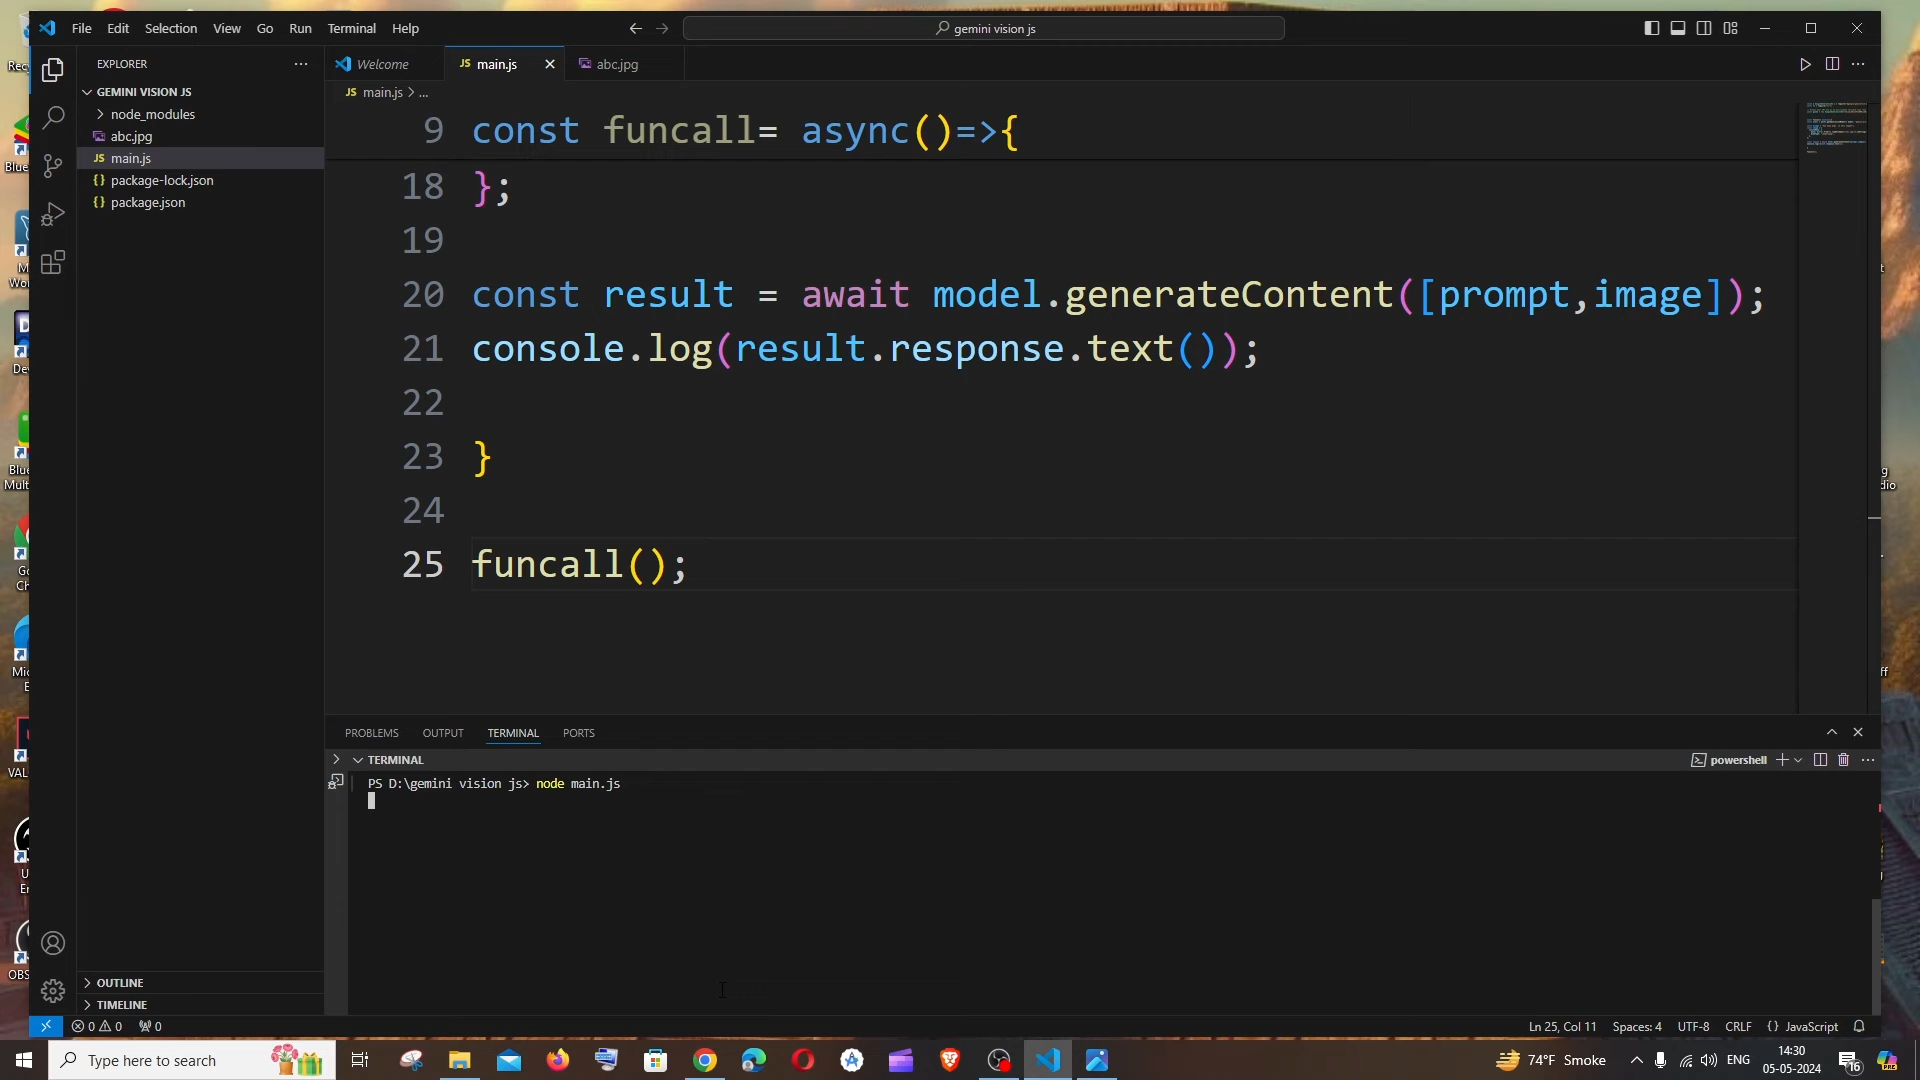 File Edit Selection View Go Run Terminal Help
gemini vision js
EXPLORER
Welcome
JS main.js
abc.jpg
GEMINI VISION JS
node_modules
abc.jpg
JS main.js
{} package-lock.json
{} package.json
JS main.js > ...
9 const funcall= async()=>{
18 };
19
20 const result = await model.generateContent([prompt,image]);
21 console.log(result.response.text());
22
23 }
24
25 funcall();
PROBLEMS OUTPUT TERMINAL PORTS
TERMINAL
powershell
PS D:\gemini vision js> node main.js
OUTLINE
TIMELINE
0 0 0
Ln 25, Col 11 Spaces: 4 UTF-8 CRLF {} JavaScript
Type here to search
74°F Smoke
ENG
14:30
05-05-2024
16